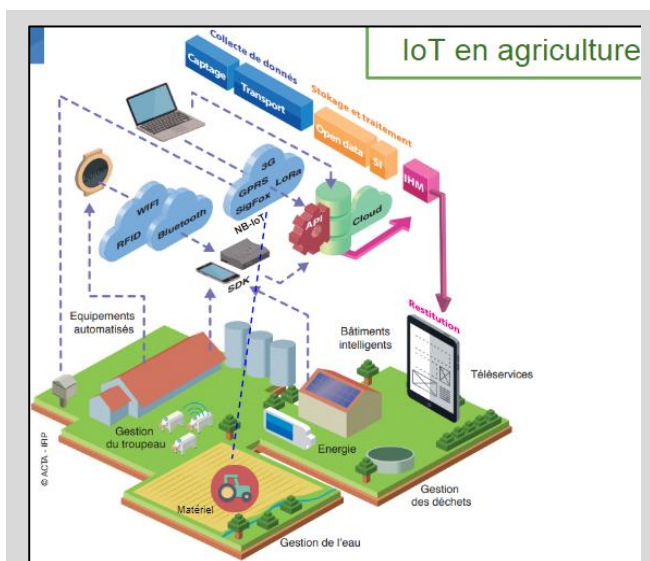 IoT en agriculture
Collecte de donnés
Captage
Transport
Stokage et traitement
Open data
SI
IHM
3G
GPRS
LoRa
SigFox
NB-IoT
WIFI
RFID
Bluetooth
API
Cloud
SDK
Restitution
Equipements
automatisés
Bâtiments
intelligents
Téléservices
Gestion
du troupeau
Energie
Gestion
des déchets
Matériel
Gestion de l'eau
© ACTA - IFIP